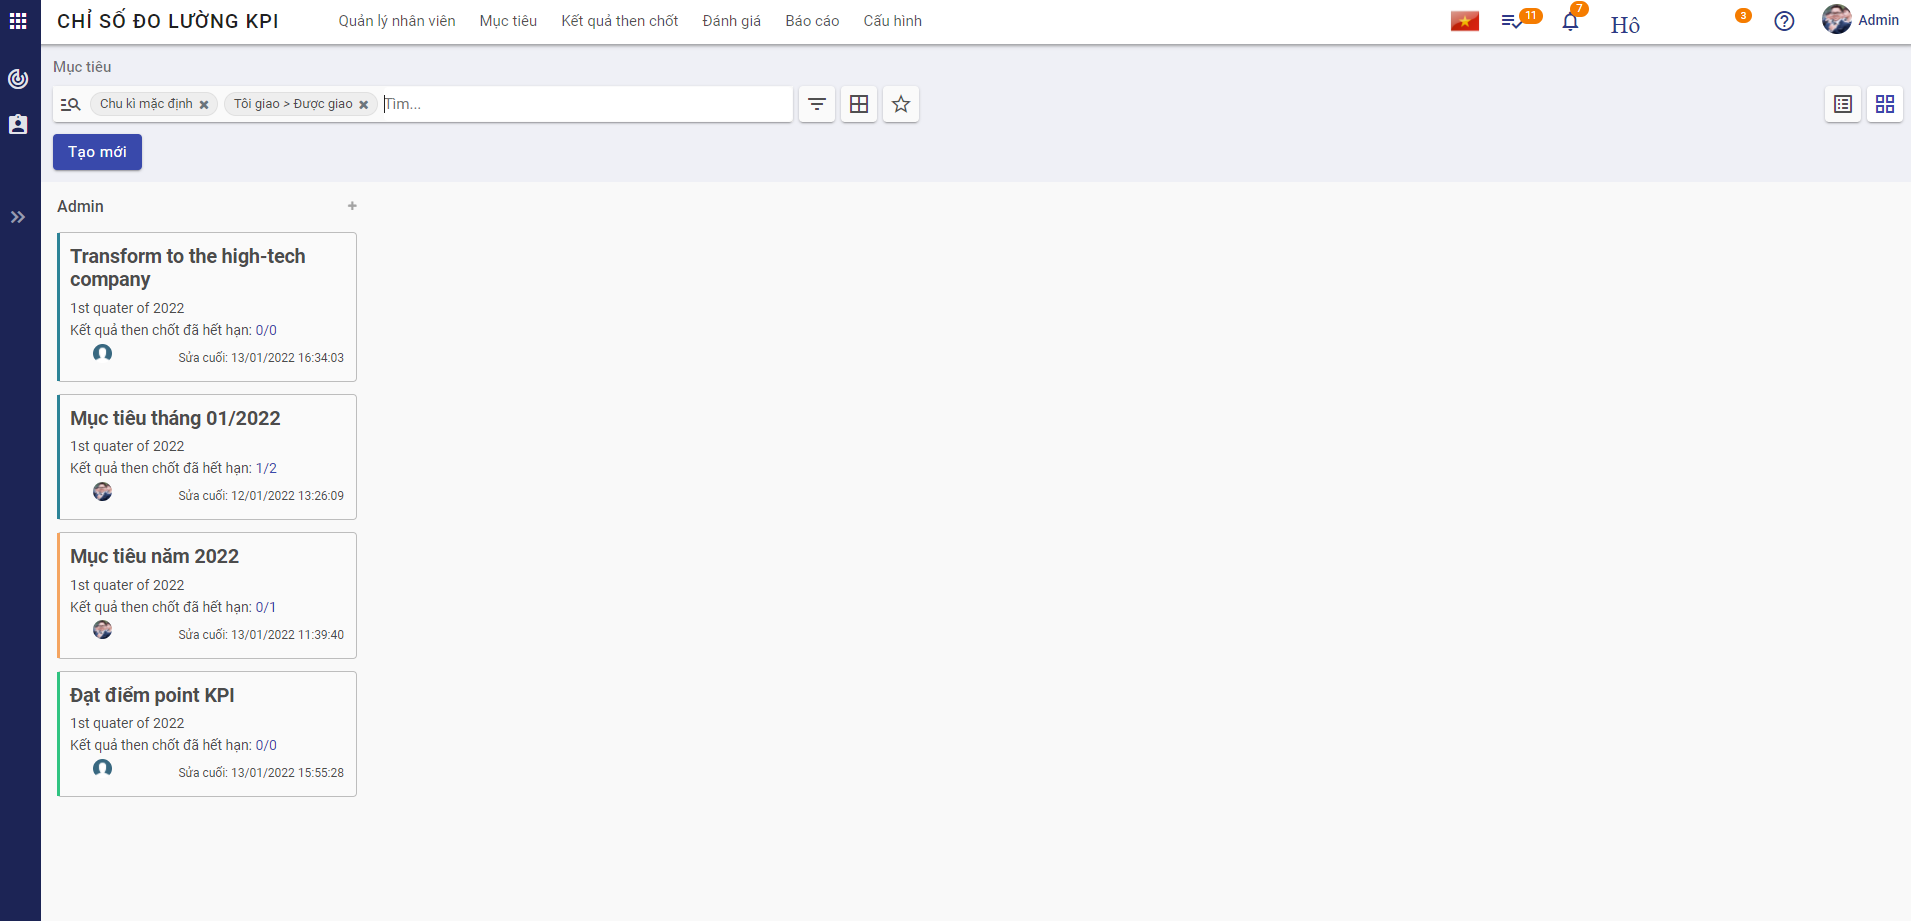 CHỈ SỐ ĐO LƯỜNG KPI
Quản lý nhân viên
Mục tiêu
Kết quả then chốt
Đánh giá
Báo cáo
Cấu hình
11
7
Hô
3
Admin
Mục tiêu
Chu kì mặc định
Tôi giao > Được giao
Tìm...
Tạo mới
Admin
Transform to the high-tech
company
1st quater of 2022
Kết quả then chốt đã hết hạn: 0/0
Sửa cuối: 13/01/2022 16:34:03
Mục tiêu tháng 01/2022
1st quater of 2022
Kết quả then chốt đã hết hạn: 1/2
Sửa cuối: 12/01/2022 13:26:09
Mục tiêu năm 2022
1st quater of 2022
Kết quả then chốt đã hết hạn: 0/1
Sửa cuối: 13/01/2022 11:39:40
Đạt điểm point KPI
1st quater of 2022
Kết quả then chốt đã hết hạn: 0/0
Sửa cuối: 13/01/2022 15:55:28